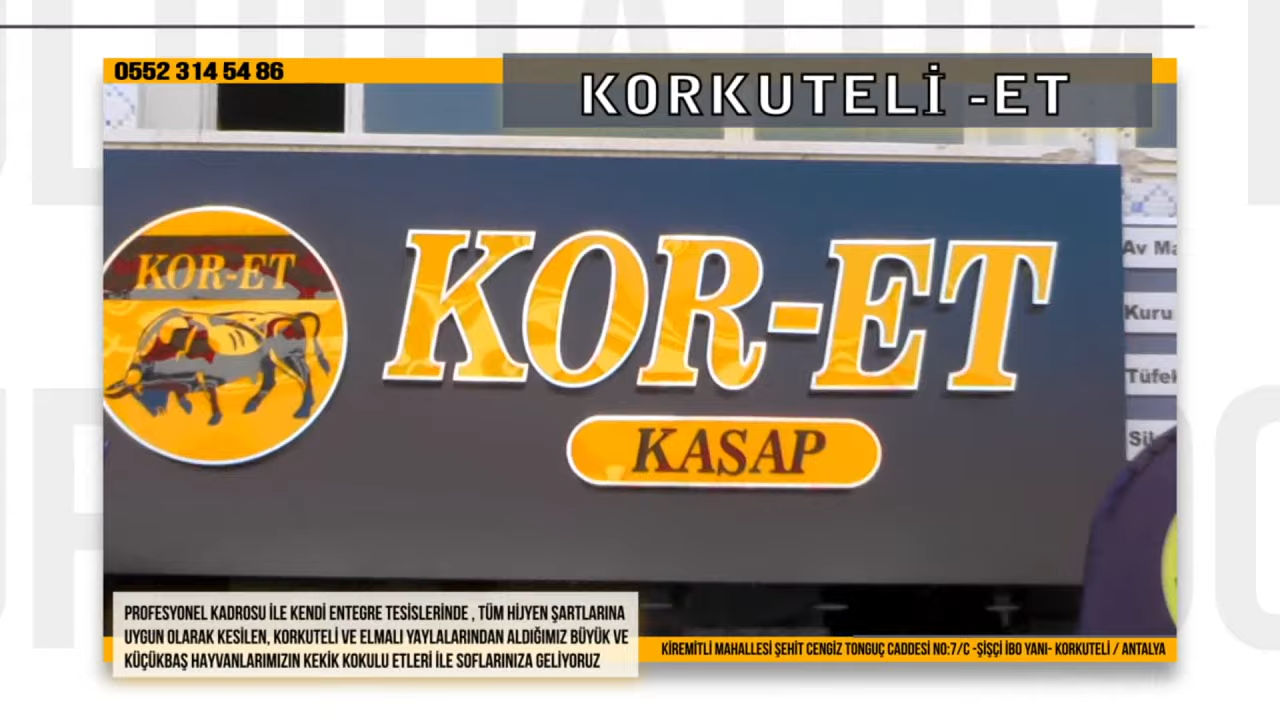 0552 314 54 86
KORKUTELİ -ET
KOR-ET
KOR-ET
KASAP
Av
Kuru
PROFESYONEL KADROSU İLE KENDİ ENTEGRE TESİSLERİNDE , TÜM HİJYEN ŞARTLARINA
UYGUN OLARAK KESİLEN, KORKUTELİ VE ELMALI YAYLALARINDAN ALDIĞIMIZ BÜYÜK VE
KÜÇÜKBAŞ HAYVANLARIMIZIN KEKİK KOKULU ETLERİ İLE SOFLARINIZA GELİYORUZ
KİREMİTLİ MAHALLESİ ŞEHİT CENGİZ TONGUÇ CADDESİ NO:7/C -ŞİŞÇİ İBO YANI- KORKUTELİ / ANTALYA